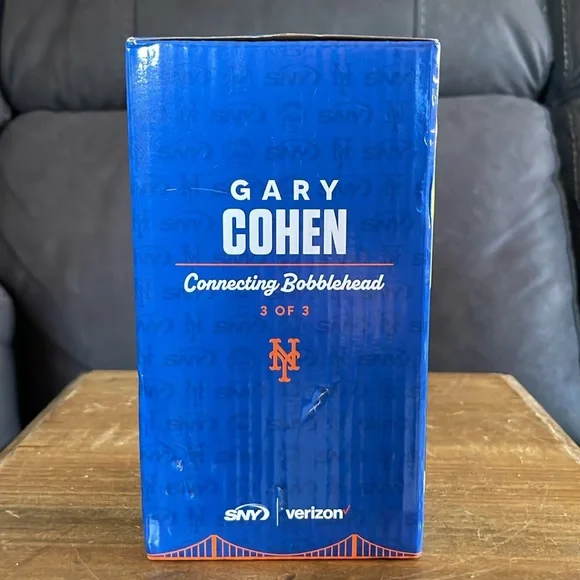 GARY
COHEN
Connecting Bobblehead
3 OF 3
NY
SNY verizon